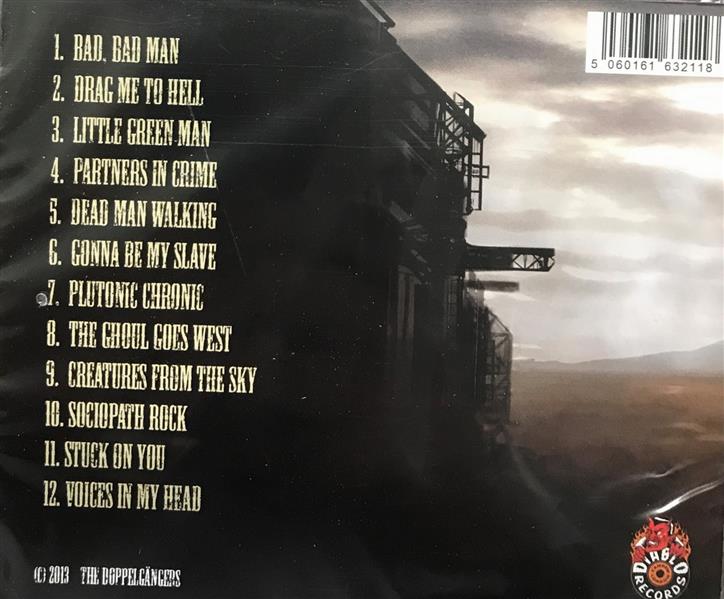 1. BAD, BAD MAN
2. DRAG ME TO HELL
3. LITTLE GREEN MAN
4. PARTNERS IN CRIME
5. DEAD MAN WALKING
6. GONNA BE MY SLAVE
7. PLUTONIC CHRONIC
8. THE GHOUL GOES WEST
9. CREATURES FROM THE SKY
10. SOCIOPATH ROCK
11. STUCK ON YOU
12. VOICES IN MY HEAD
5 060161 632118
(C) 2013 THE DOPPELGÄNGERS
DIABLO
RECORDS